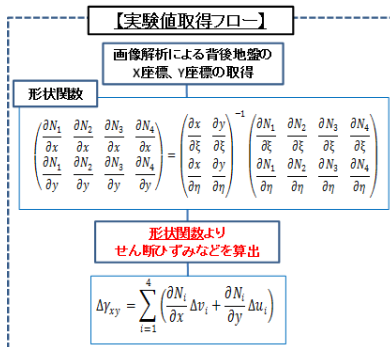 【実験値取得フロー】
画像解析による背後地盤の
X座標、Y座標の取得
形状関数
(∂N₁/∂x ∂N₂/∂x ∂N₃/∂x ∂N₄/∂x; ∂N₁/∂y ∂N₂/∂y ∂N₃/∂y ∂N₄/∂y) = (∂x/∂ξ ∂y/∂ξ; ∂x/∂η ∂y/∂η)⁻¹ (∂N₁/∂ξ ∂N₂/∂ξ ∂N₃/∂ξ ∂N₄/∂ξ; ∂N₁/∂η ∂N₂/∂η ∂N₃/∂η ∂N₄/∂η)
形状関数より
せん断ひずみなどを算出
Δγxy = ∑ i=1 4 (∂Nᵢ/∂x Δvᵢ + ∂Nᵢ/∂y Δuᵢ)